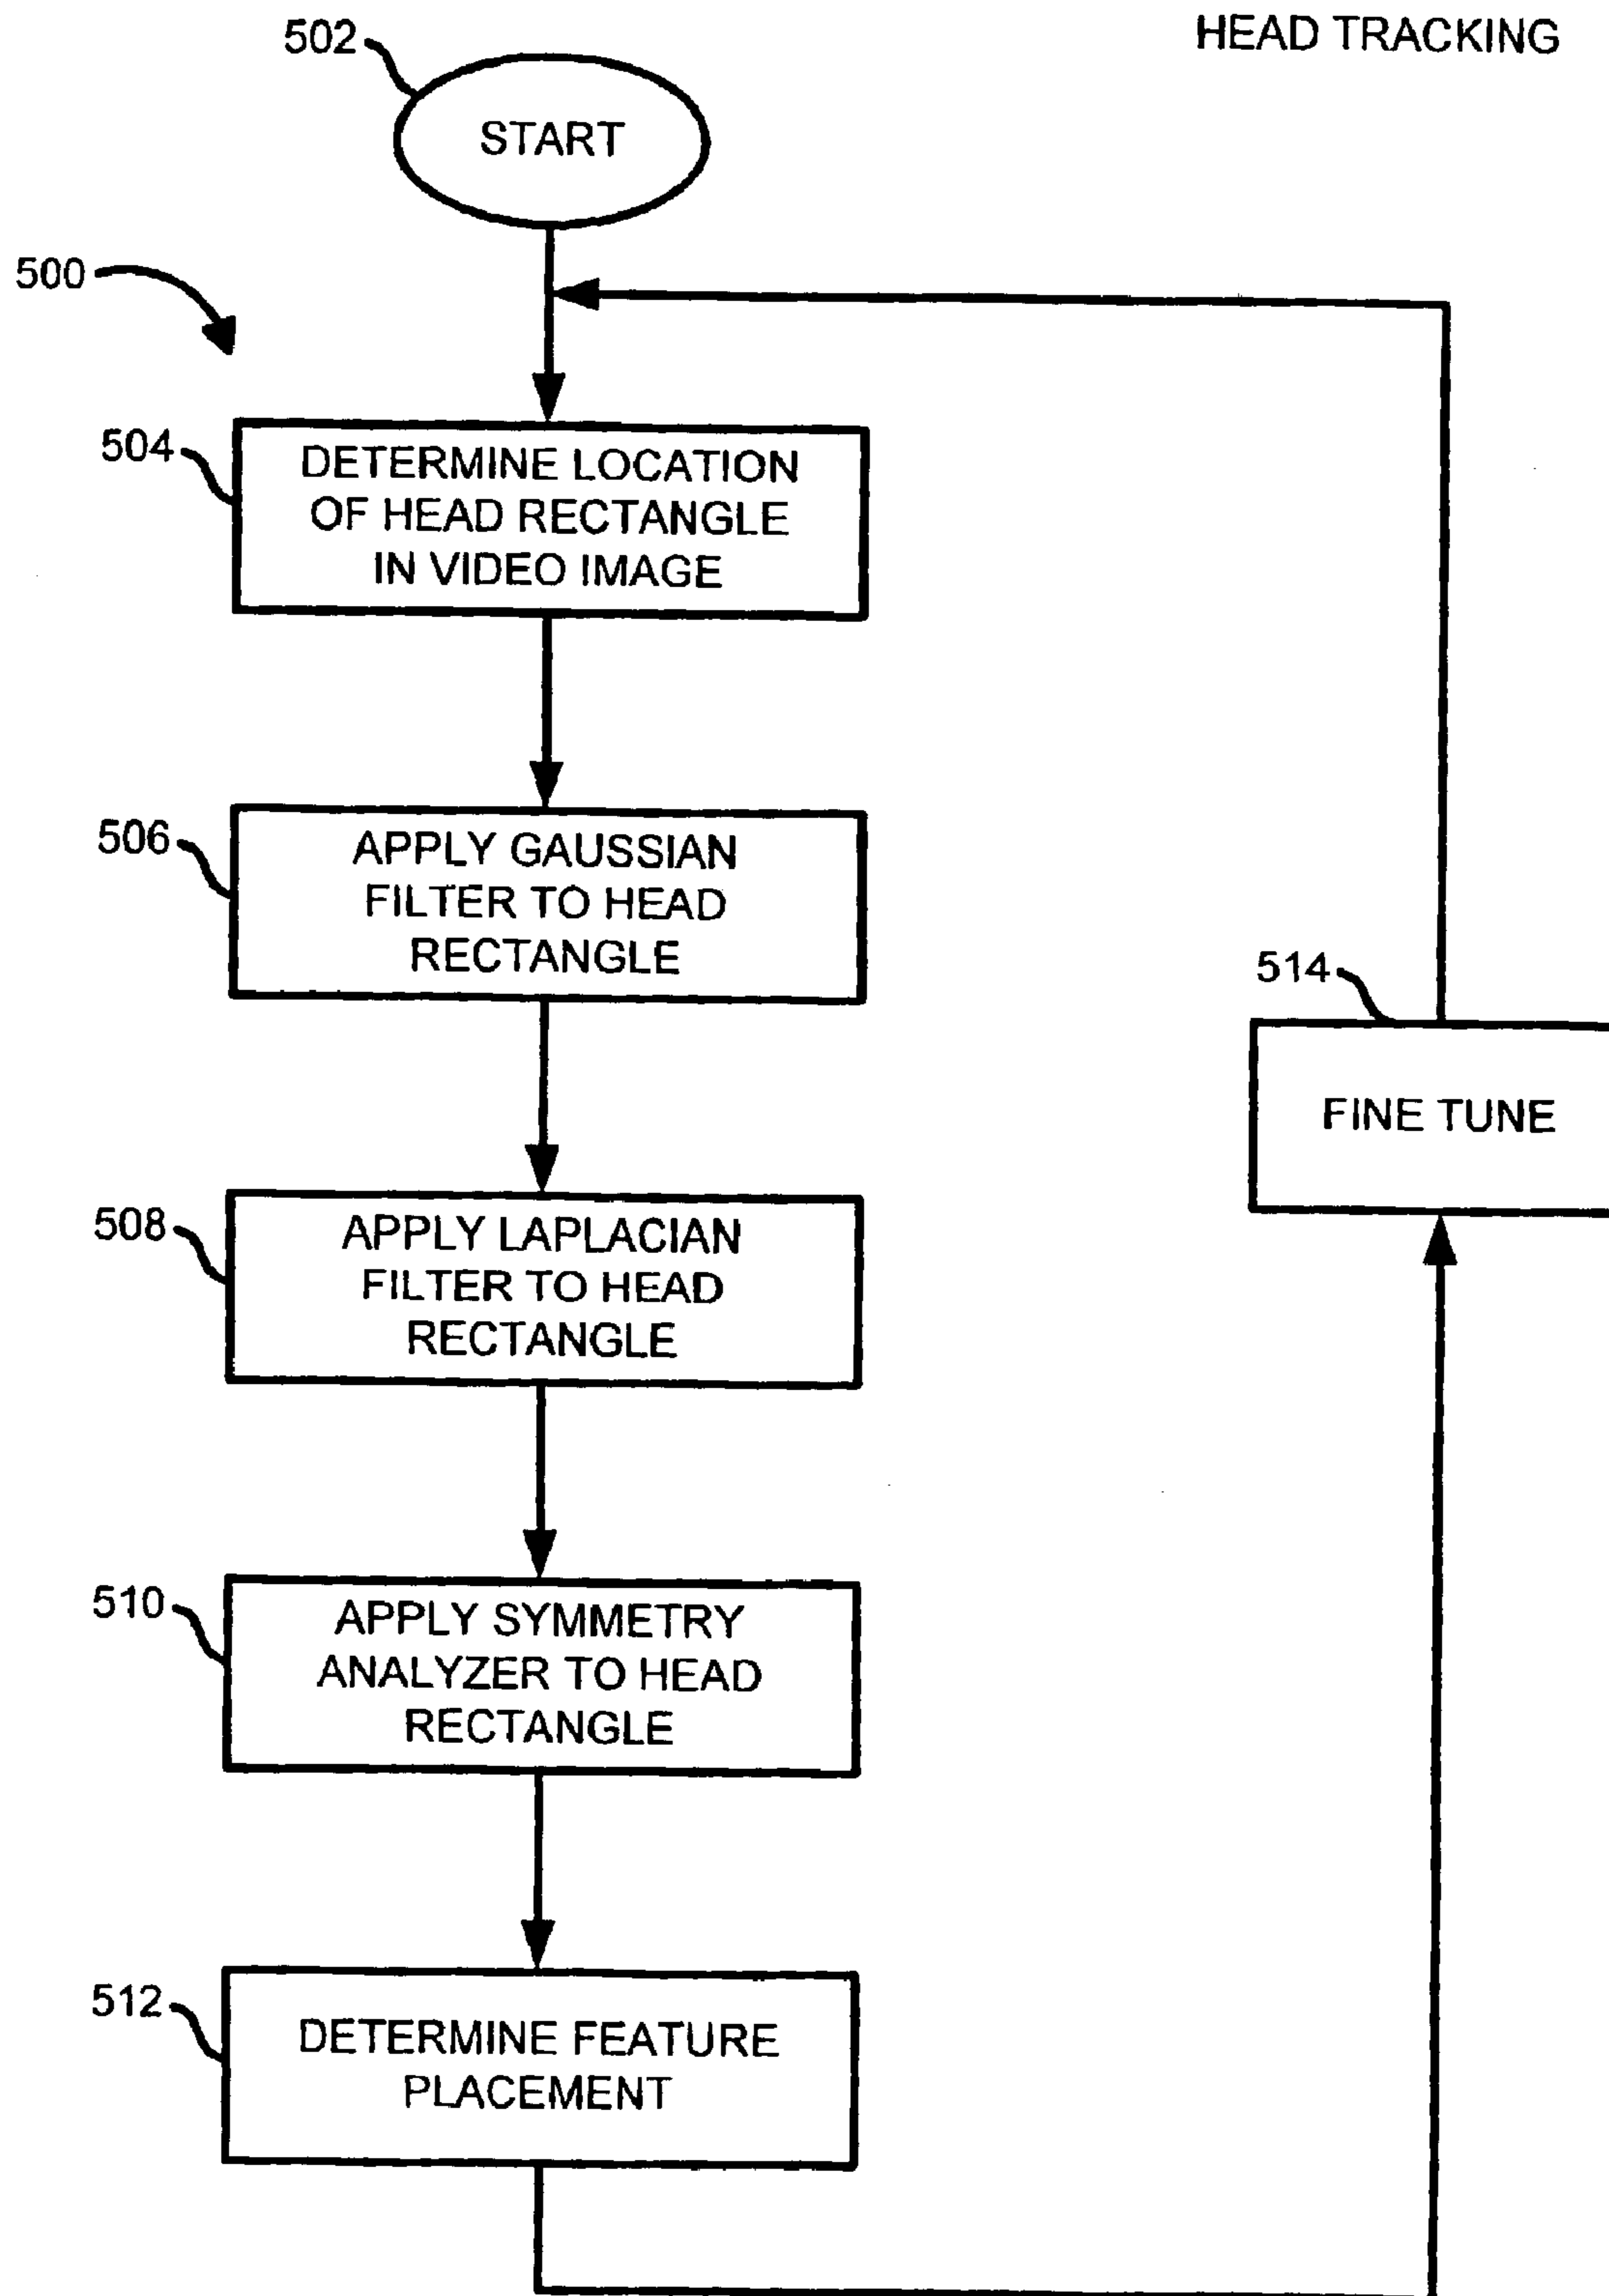 HEAD TRACKING
502
START
500
504
DETERMINE LOCATION
OF HEAD RECTANGLE
IN VIDEO IMAGE
506
APPLY GAUSSIAN
FILTER TO HEAD
RECTANGLE
514
FINE TUNE
508
APPLY LAPLACIAN
FILTER TO HEAD
RECTANGLE
510
APPLY SYMMETRY
ANALYZER TO HEAD
RECTANGLE
512
DETERMINE FEATURE
PLACEMENT